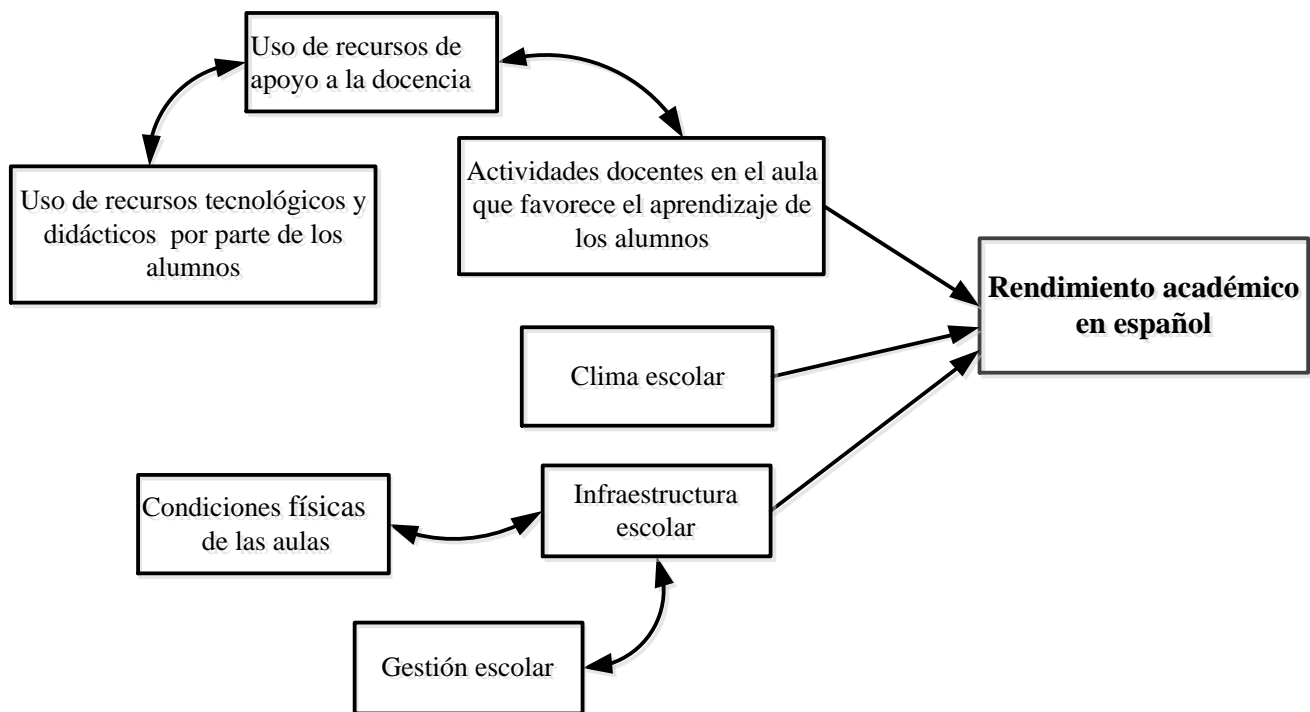 Uso de recursos de
apoyo a la docencia
Uso de recursos tecnológicos y
didácticos por parte de los
alumnos
Actividades docentes en el aula
que favorece el aprendizaje de
los alumnos
Rendimiento académico
en español
Clima escolar
Condiciones físicas
de las aulas
Infraestructura
escolar
Gestión escolar